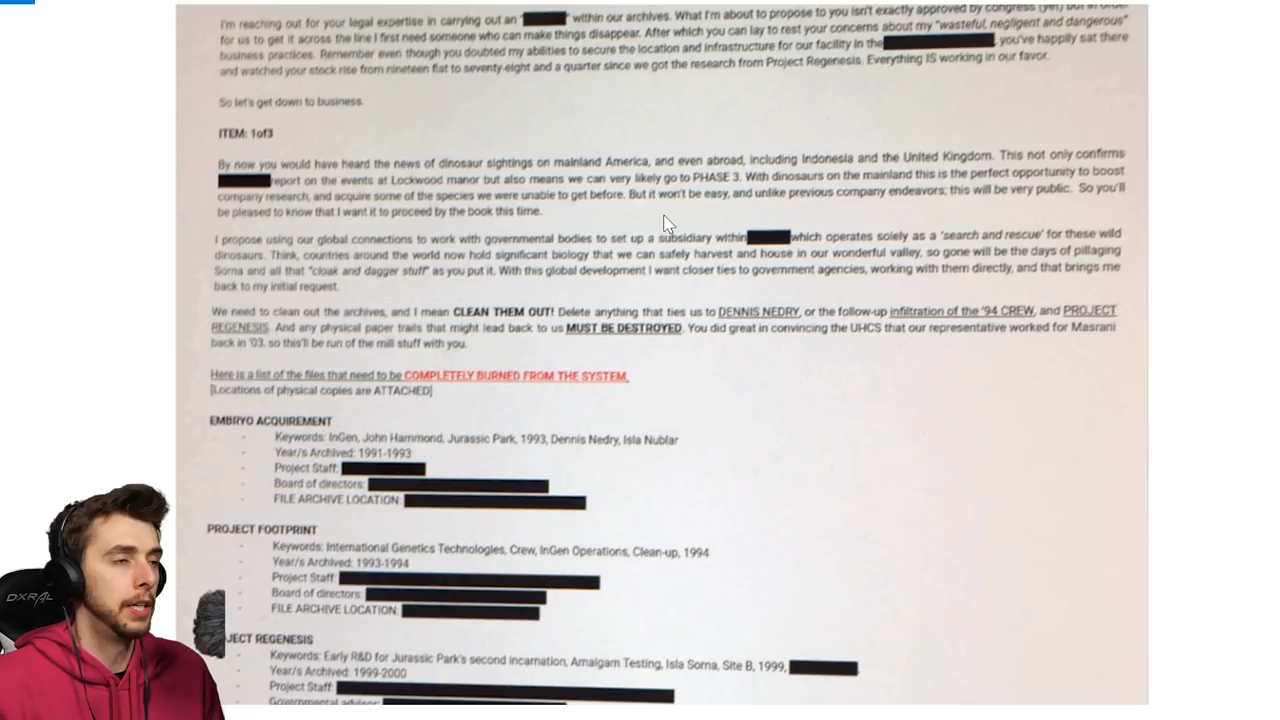 I'm reaching out for your legal expertise in carrying out an " " within our archives. What I'm about to propose to you isn't exactly approved by congress (yet) but in order
for us to get it across the line I first need someone who can make things disappear. After which you can lay to rest your concerns about my "wasteful, negligent and dangerous"
business practices. Remember even though you doubted my abilities to secure the location and infrastructure for our facility in the , you've happily sat there
and watched your stock rise from nineteen flat to seventy-eight and a quarter since we got the research from Project Regenesis. Everything IS working in our favor.
So let's get down to business.
ITEM: 1of3
By now you would have heard the news of dinosaur sightings on mainland America, and even abroad, including Indonesia and the United Kingdom. This not only confirms
report on the events at Lockwood manor but also means we can very likely go to PHASE 3. With dinosaurs on the mainland this is the perfect opportunity to boost
company research, and acquire some of the species we were unable to get before. But it won't be easy, and unlike previous company endeavors; this will be very public. So you'll
be pleased to know that I want it to proceed by the book this time.
I propose using our global connections to work with governmental bodies to set up a subsidiary within which operates solely as a 'search and rescue' for these wild
dinosaurs. Think, countries around the world now hold significant biology that we can safely harvest and house in our wonderful valley, so gone will be the days of pillaging
Sorna and all that "cloak and dagger stuff" as you put it. With this global development I want closer ties to government agencies, working with them directly, and that brings me
back to my initial request.
We need to clean out the archives, and I mean CLEAN THEM OUT! Delete anything that ties us to DENNIS NEDRY, or the follow-up infiltration of the '94 CREW, and PROJECT
REGENESIS. And any physical paper trails that might lead back to us MUST BE DESTROYED. You did great in convincing the UHCS that our representative worked for Masrani
back in '03, so this'll be run of the mill stuff with you.
Here is a list of the files that need to be COMPLETELY BURNED FROM THE SYSTEM.
[Locations of physical copies are ATTACHED]
EMBRYO ACQUIREMENT
- Keywords: InGen, John Hammond, Jurassic Park, 1993, Dennis Nedry, Isla Nublar
- Year/s Archived: 1991-1993
- Project Staff:
- Board of directors:
- FILE ARCHIVE LOCATION:
PROJECT FOOTPRINT
- Keywords: International Genetics Technologies, Crew, InGen Operations, Clean-up, 1994
- Year/s Archived: 1993-1994
- Project Staff:
- Board of directors:
- FILE ARCHIVE LOCATION:
JECT REGENESIS
- Keywords: Early R&D for Jurassic Park's second incarnation, Amalgam Testing, Isla Sorna, Site B, 1999,
- Year/s Archived: 1999-2000
- Project Staff:
Governmental advisor:
DXRACER